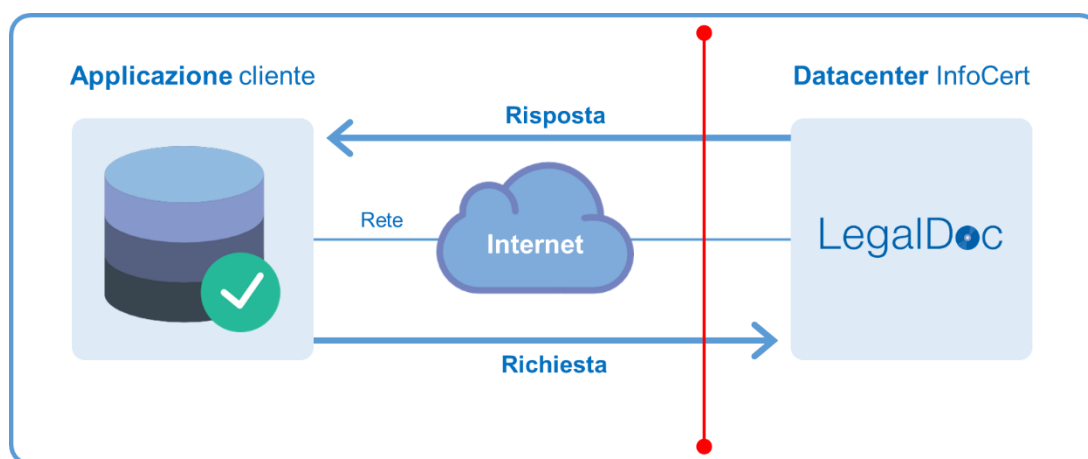 Applicazione cliente
Datacenter InfoCert
Risposta
Rete
Internet
LegalDoc
Richiesta